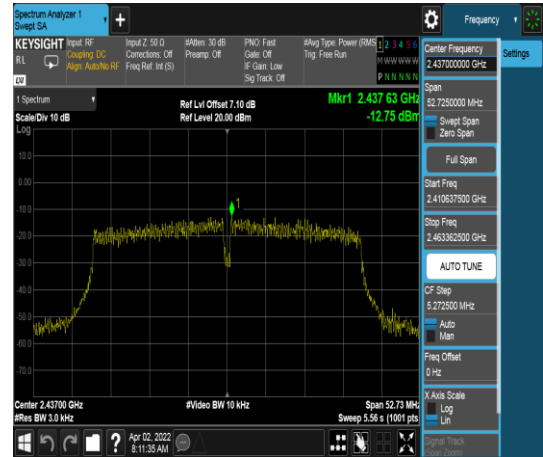 Spectrum Analyzer 1
Swept SA
+
Frequency
KEYSIGHT
RL
Input: RF
Coupling: DC
Align: Auto/No RF
Input Z: 50 Ω
Corrections: Off
Freq Ref: Int (S)
#Atten: 30 dB
Preamp: Off
PNO: Fast
Gate: Off
IF Gain: Low
Sig Track: Off
#Avg Type: Power (RMS
Trig: Free Run
1 2 3 4 5 6
M W W W W W
P N N N N N
LXI
1 Spectrum
Scale/Div 10 dB
Log
Ref Lvl Offset 7.10 dB
Ref Level 20.00 dBm
Mkr1 2.437 63 GHz
-12.75 dBm
10.0
0.00
-10.0
-20.0
-30.0
-40.0
-50.0
-60.0
-70.0
1
Center 2.43700 GHz
#Res BW 3.0 kHz
#Video BW 10 kHz
Span 52.73 MHz
Sweep 5.56 s (1001 pts)
Apr 02, 2022
8:11:35 AM
?
Center Frequency
2.437000000 GHz
Settings
Span
52.7250000 MHz
Swept Span
Zero Span
Full Span
Start Freq
2.410637500 GHz
Stop Freq
2.463362500 GHz
AUTO TUNE
CF Step
5.272500 MHz
Auto
Man
Freq Offset
0 Hz
X Axis Scale
Log
Lin
Signal Track
(Span Zoom)